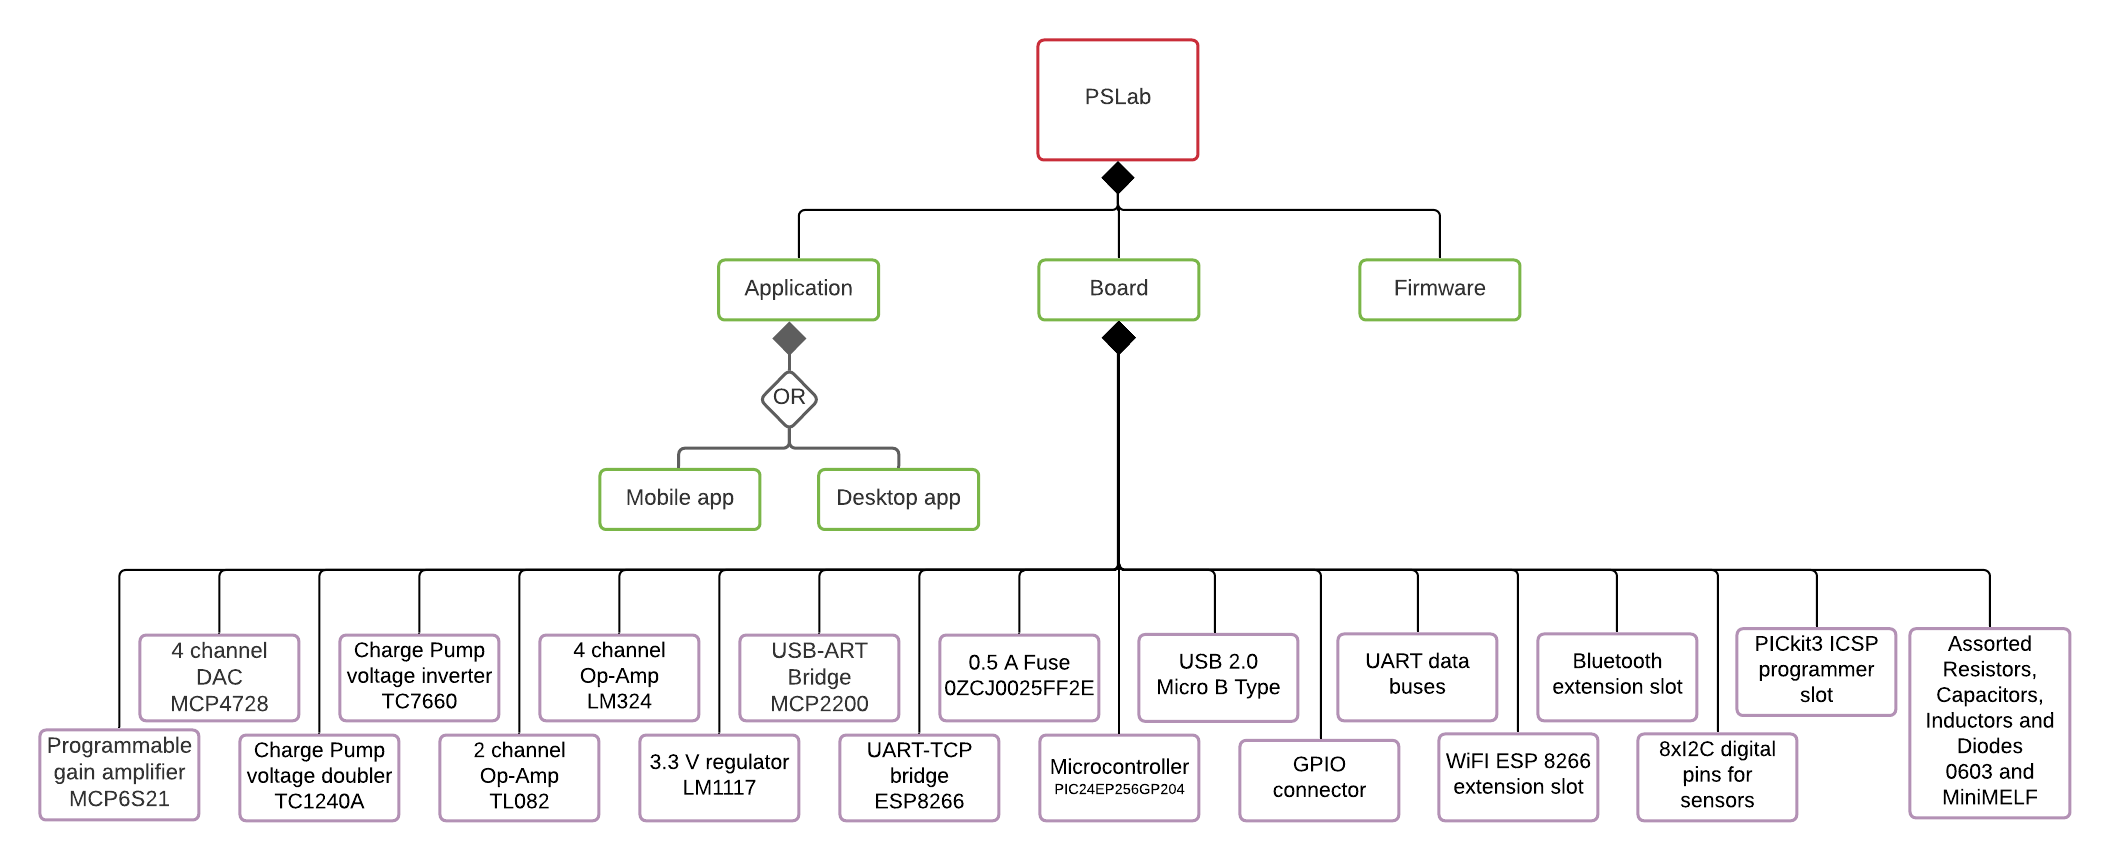 PSLab
Application
Board
Firmware
OR
Mobile app
Desktop app
4 channel
DAC
MCP4728
Charge Pump
voltage inverter
TC7660
4 channel
Op-Amp
LM324
USB-ART
Bridge
MCP2200
0.5 A Fuse
0ZCJ0025FF2E
USB 2.0
Micro B Type
UART data
buses
Bluetooth
extension slot
PICkit3 ICSP
programmer
slot
Assorted
Resistors,
Capacitors,
Inductors and
Diodes
0603 and
MiniMELF
Programmable
gain amplifier
MCP6S21
Charge Pump
voltage doubler
TC1240A
2 channel
Op-Amp
TL082
3.3 V regulator
LM1117
UART-TCP
bridge
ESP8266
Microcontroller
PIC24EP256GP204
GPIO
connector
WiFI ESP 8266
extension slot
8xI2C digital
pins for
sensors